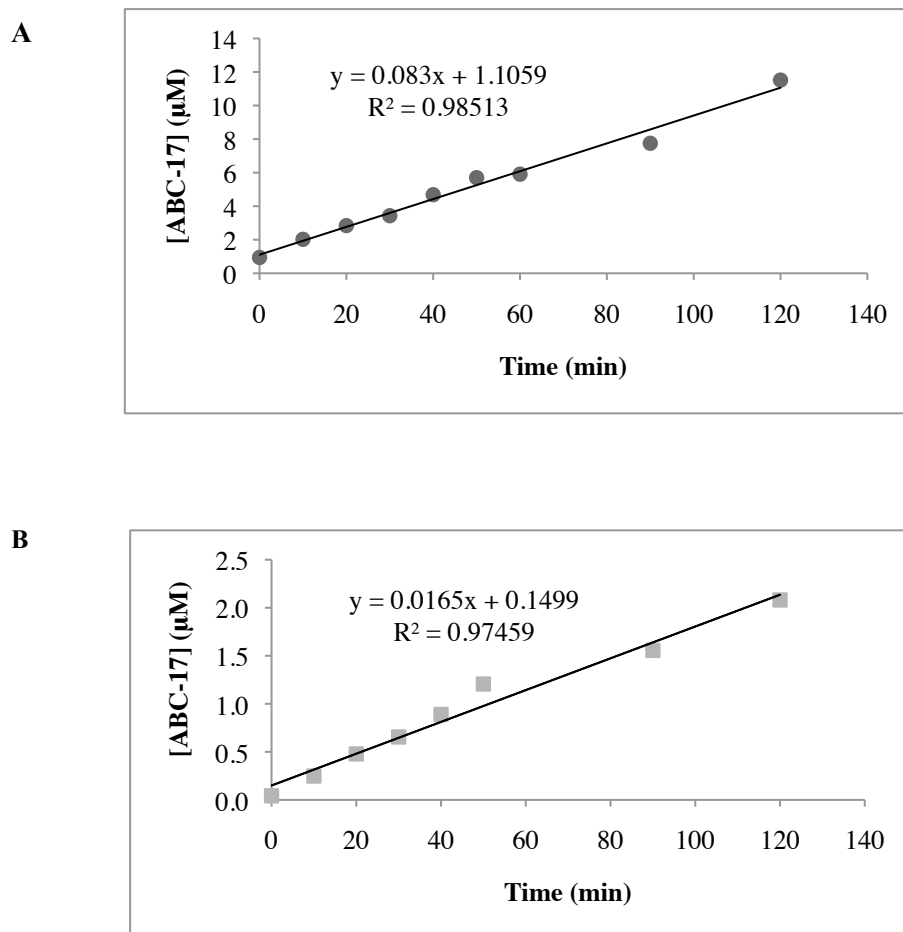 A
14
12
10
8
6
4
2
0
y = 0.083x + 1.1059
R² = 0.98513
[ABC-17] (µM)
0 20 40 60 80 100 120 140
Time (min)
B
2.5
2.0
1.5
1.0
0.5
0.0
y = 0.0165x + 0.1499
R² = 0.97459
[ABC-17] (µM)
0 20 40 60 80 100 120 140
Time (min)